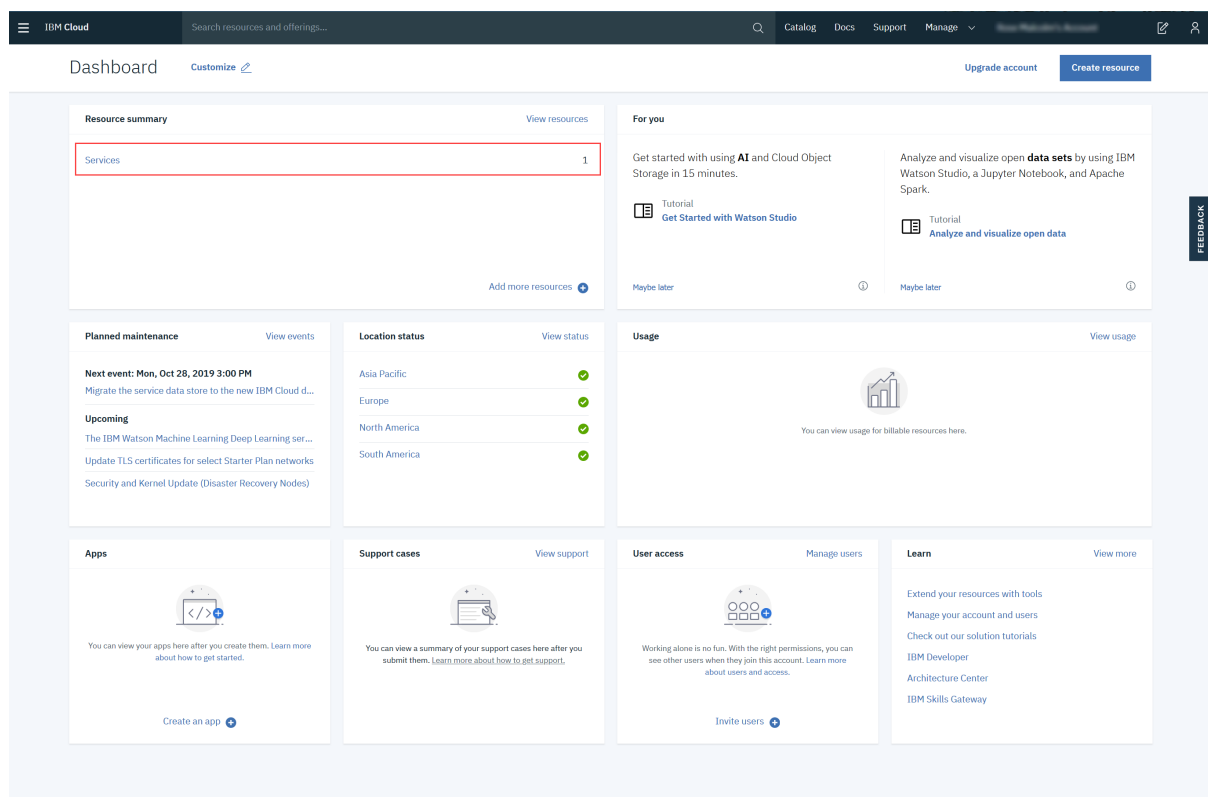 IBM Cloud
Search resources and offerings...
Catalog
Docs
Support
Manage
Dashboard
Customize
Upgrade account
Create resource
Resource summary
View resources
Services
1
Add more resources
For you
Get started with using AI and Cloud Object
Storage in 15 minutes.
Tutorial
Get Started with Watson Studio
Maybe later
Analyze and visualize open data sets by using IBM
Watson Studio, a Jupyter Notebook, and Apache
Spark.
Tutorial
Analyze and visualize open data
Maybe later
FEEDBACK
Planned maintenance
View events
Next event: Mon, Oct 28, 2019 3:00 PM
Migrate the service data store to the new IBM Cloud d...
Upcoming
The IBM Watson Machine Learning Deep Learning ser...
Update TLS certificates for select Starter Plan networks
Security and Kernel Update (Disaster Recovery Nodes)
Location status
View status
Asia Pacific
Europe
North America
South America
Usage
View usage
You can view usage for billable resources here.
Apps
You can view your apps here after you create them. Learn more
about how to get started.
Create an app
Support cases
View support
You can view a summary of your support cases here after you
submit them. Learn more about how to get support.
User access
Manage users
Working alone is no fun. With the right permissions, you can
see other users when they join this account. Learn more
about users and access.
Invite users
Learn
View more
Extend your resources with tools
Manage your account and users
Check out our solution tutorials
IBM Developer
Architecture Center
IBM Skills Gateway